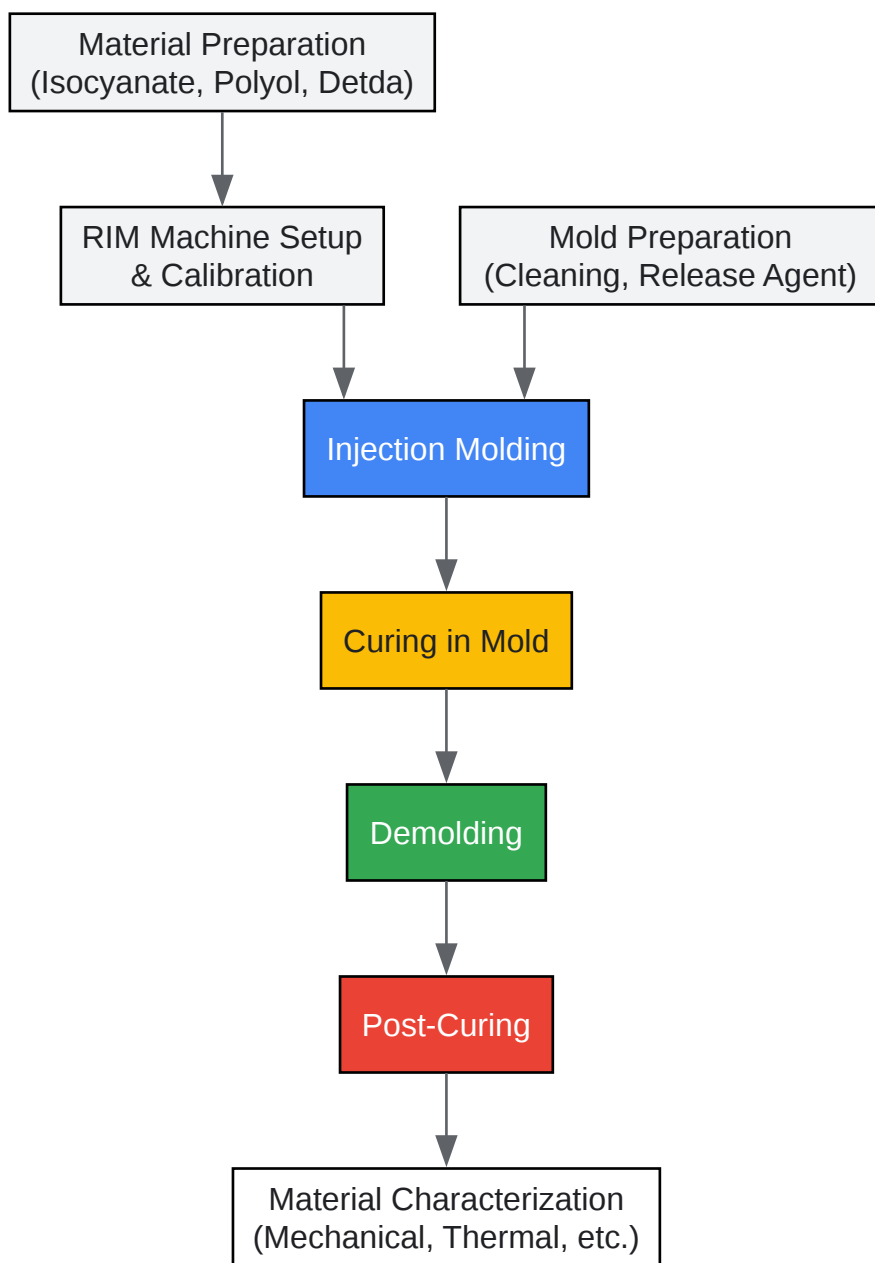 Material Preparation
(Isocyanate, Polyol, Detda)
RIM Machine Setup
& Calibration
Mold Preparation
(Cleaning, Release Agent)
Injection Molding
Curing in Mold
Demolding
Post-Curing
Material Characterization
(Mechanical, Thermal, etc.)